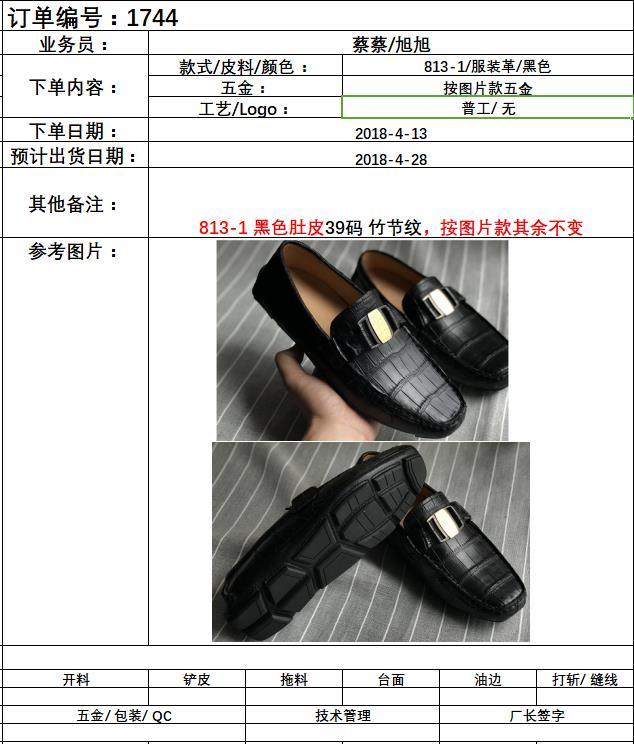 订单编号：1744
业务员： 蔡蔡/旭旭
下单内容： 款式/皮料/颜色： 813-1/服装革/黑色
五金： 按图片款五金
工艺/Logo： 普工/ 无
下单日期： 2018-4-13
预计出货日期： 2018-4-28
其他备注： 813-1 黑色肚皮39码 竹节纹，按图片款其余不变
参考图片：
开料 铲皮 拖料 台面 油边 打斩/ 缝线
五金/ 包装/ QC 技术管理 厂长签字